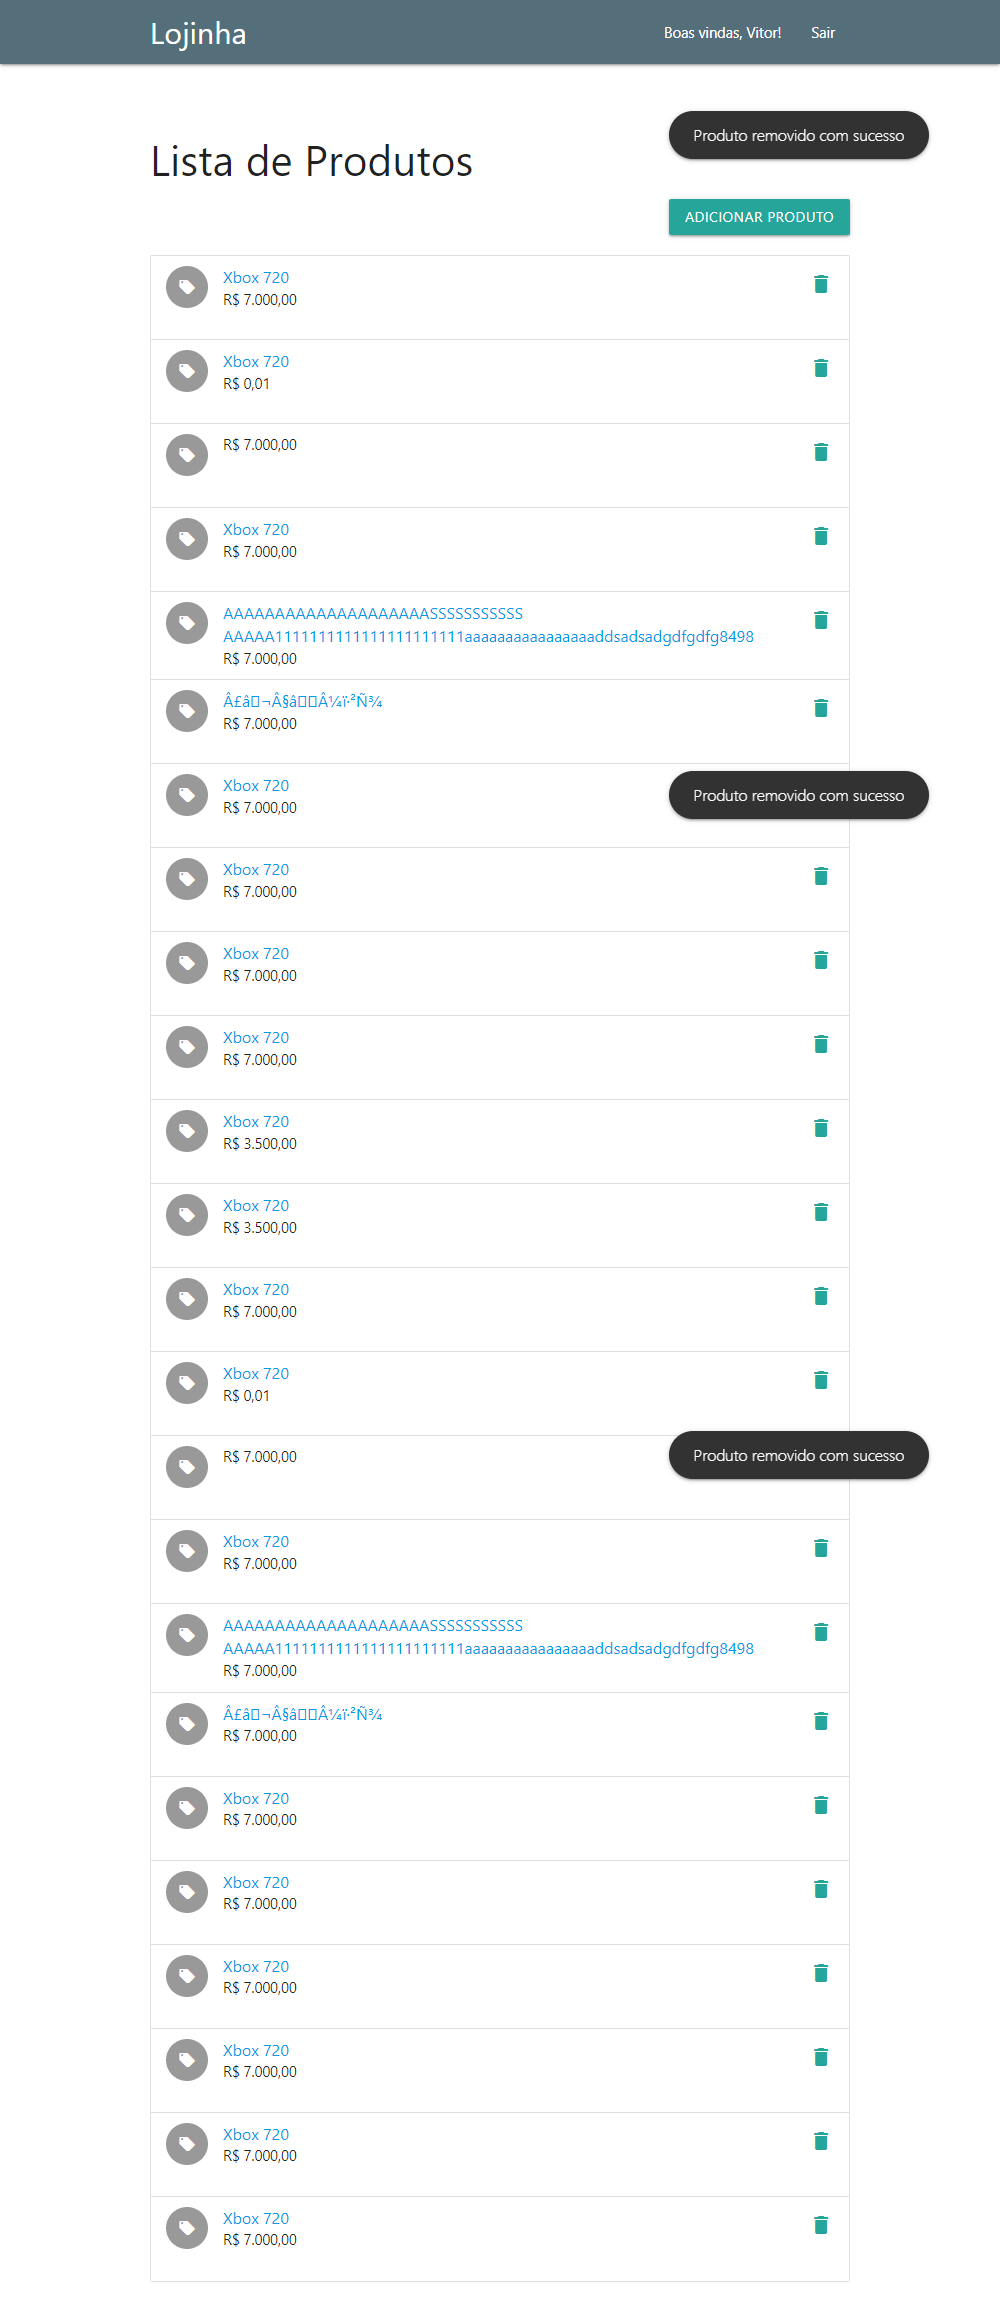 Lojinha
Boas vindas, Vitor!
Sair
Produto removido com sucesso
Lista de Produtos
ADICIONAR PRODUTO
Xbox 720
R$ 7.000,00
Xbox 720
R$ 0,01
R$ 7.000,00
Xbox 720
R$ 7.000,00
AAAAAAAAAAAAAAAAAAAASSSSSSSSSSS
AAAAA1111111111111111111111aaaaaaaaaaaaaaaaddsadsadgdfgdfg8498
R$ 7.000,00
Â£â¬Â§âÂ¼ï·²Ñ¾
R$ 7.000,00
Xbox 720
R$ 7.000,00
Produto removido com sucesso
Xbox 720
R$ 7.000,00
Xbox 720
R$ 7.000,00
Xbox 720
R$ 7.000,00
Xbox 720
R$ 3.500,00
Xbox 720
R$ 3.500,00
Xbox 720
R$ 7.000,00
Xbox 720
R$ 0,01
R$ 7.000,00
Produto removido com sucesso
Xbox 720
R$ 7.000,00
AAAAAAAAAAAAAAAAAAAASSSSSSSSSSS
AAAAA1111111111111111111111aaaaaaaaaaaaaaaaddsadsadgdfgdfg8498
R$ 7.000,00
Â£â¬Â§âÂ¼ï·²Ñ¾
R$ 7.000,00
Xbox 720
R$ 7.000,00
Xbox 720
R$ 7.000,00
Xbox 720
R$ 7.000,00
Xbox 720
R$ 7.000,00
Xbox 720
R$ 7.000,00
Xbox 720
R$ 7.000,00